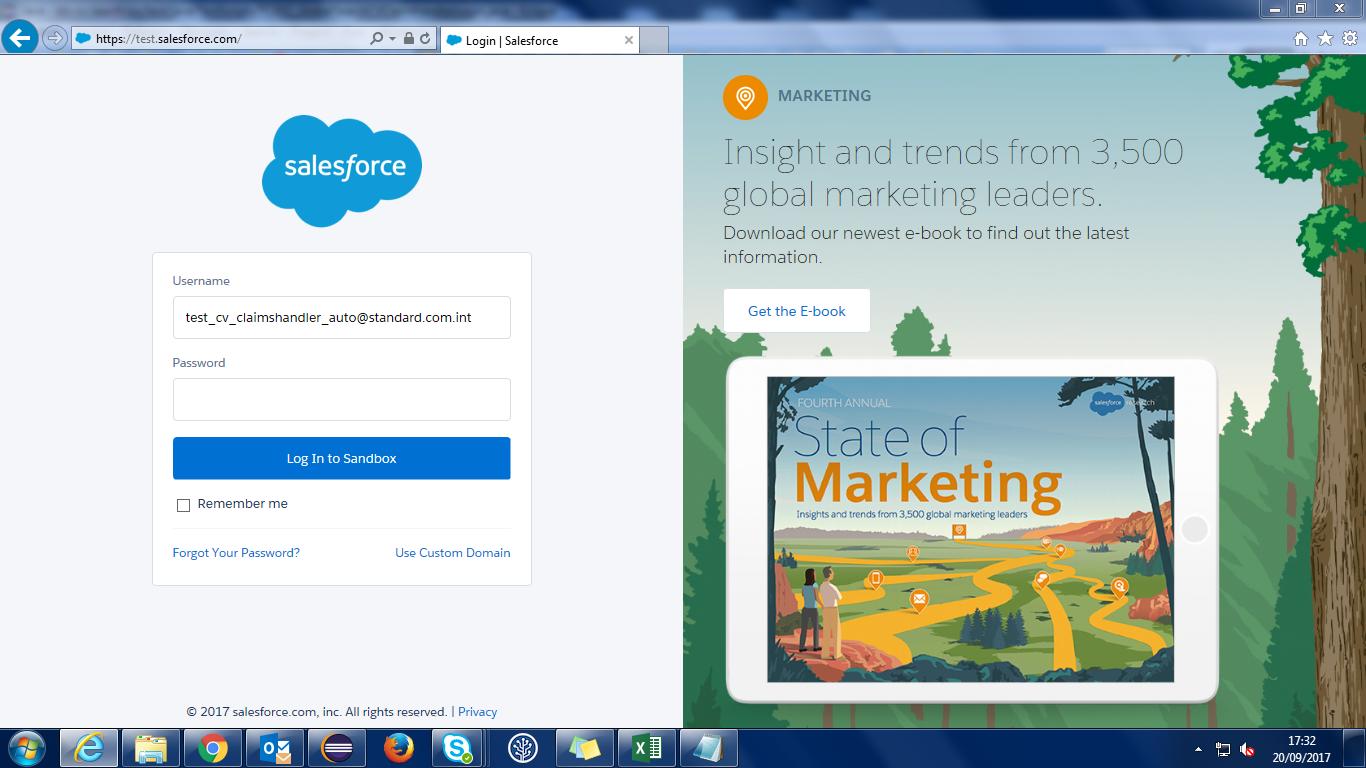 https://test.salesforce.com/
Login | Salesforce
salesforce
Username
test_cv_claimshandler_auto@standard.com.int
Password
Log In to Sandbox
Remember me
Forgot Your Password?
Use Custom Domain
© 2017 salesforce.com, inc. All rights reserved. | Privacy
MARKETING
Insight and trends from 3,500
global marketing leaders.
Download our newest e-book to find out the latest
information.
Get the E-book
FOURTH ANNUAL
salesforce research
State of
Marketing
Insights and trends from 3,500 global marketing leaders
17:32
20/09/2017